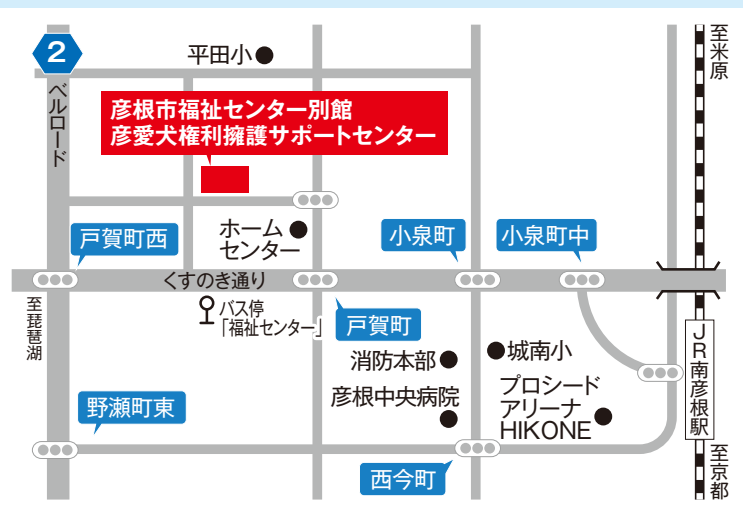 2
ベルロード
平田小
至米原
彦根市福祉センター別館
彦愛犬権利擁護サポートセンター
戸賀町西
ホーム
センター
小泉町
小泉町中
くすのき通り
至琵琶湖
バス停
「福祉センター」
戸賀町
消防本部
城南小
JR南彦根駅
彦根中央病院
プロシード
アリーナ
HIKONE
野瀬町東
西今町
至京都